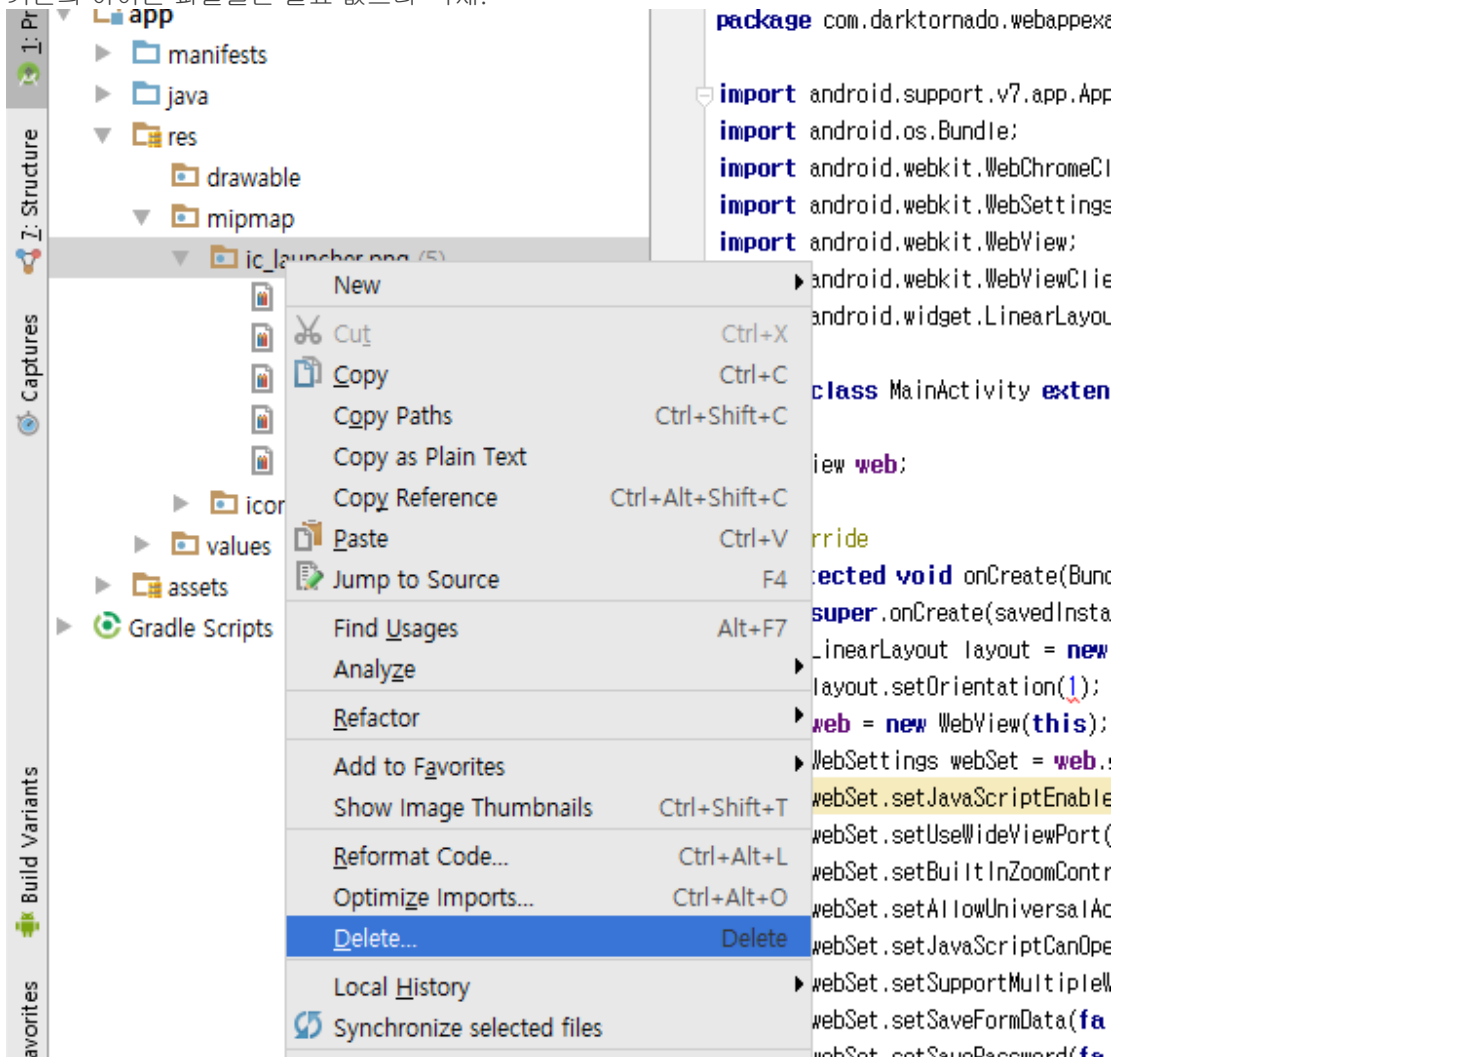 app
manifests
java
res
drawable
mipmap
ic_launcher.png (5)
values
assets
Gradle Scripts
1: Pr
7: Structure
Captures
Build Variants
avorites
New
Cut Ctrl+X
Copy Ctrl+C
Copy Paths Ctrl+Shift+C
Copy as Plain Text
Copy Reference Ctrl+Alt+Shift+C
Paste Ctrl+V
Jump to Source F4
Find Usages Alt+F7
Analyze
Refactor
Add to Favorites
Show Image Thumbnails Ctrl+Shift+T
Reformat Code... Ctrl+Alt+L
Optimize Imports... Ctrl+Alt+O
Delete... Delete
Local History
Synchronize selected files
package com.darktornado.webappexa
import android.support.v7.app.App
import android.os.Bundle;
import android.webkit.WebChromeCl
import android.webkit.WebSettings
import android.webkit.WebView;
android.webkit.WebViewClie
android.widget.LinearLayou
class MainActivity exten
iew web;
rride
tected void onCreate(Bund
super.onCreate(savedInsta
LinearLayout layout = new
layout.setOrientation(1);
web = new WebView(this);
WebSettings webSet = web.
webSet.setJavaScriptEnable
webSet.setUseWideViewPort(
webSet.setBuiltInZoomContr
webSet.setAllowUniversalAc
webSet.setJavaScriptCanOpe
webSet.setSupportMultipleW
webSet.setSaveFormData(fa
webSet.setSavePassword(fa